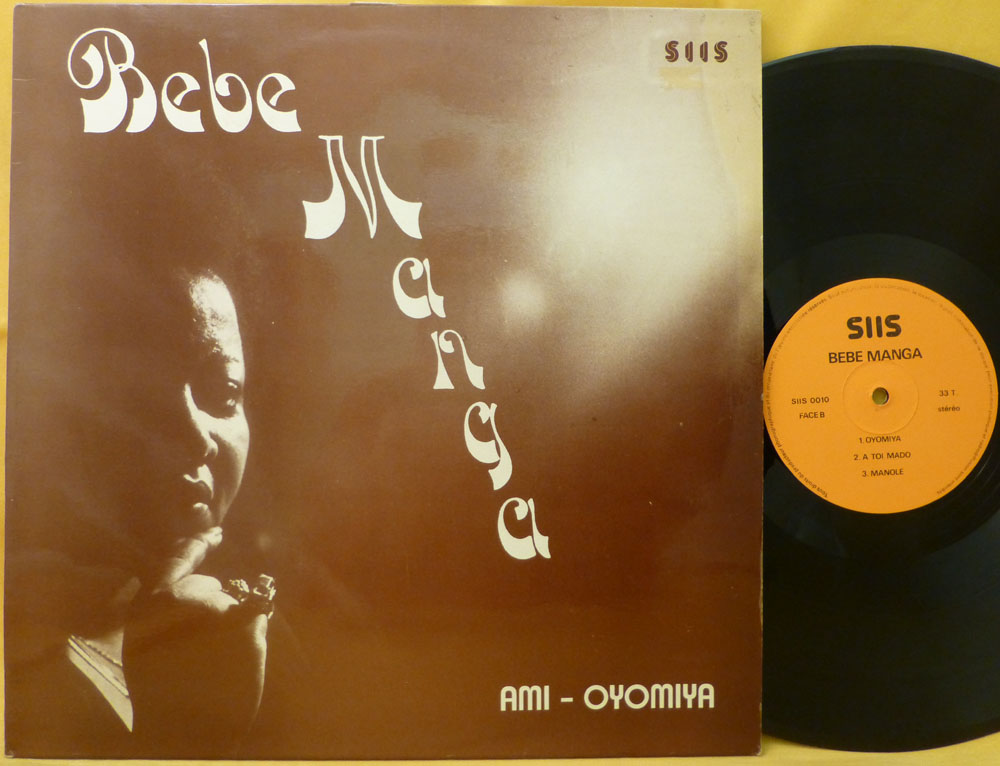 Bebe
Manga
SIIS
AMI - OYOMIYA
SIIS
BEBE MANGA
SIIS 0010
FACE B
33 T.
stéréo
1. OYOMIYA
2. A TOI MADO
3. MANOLE